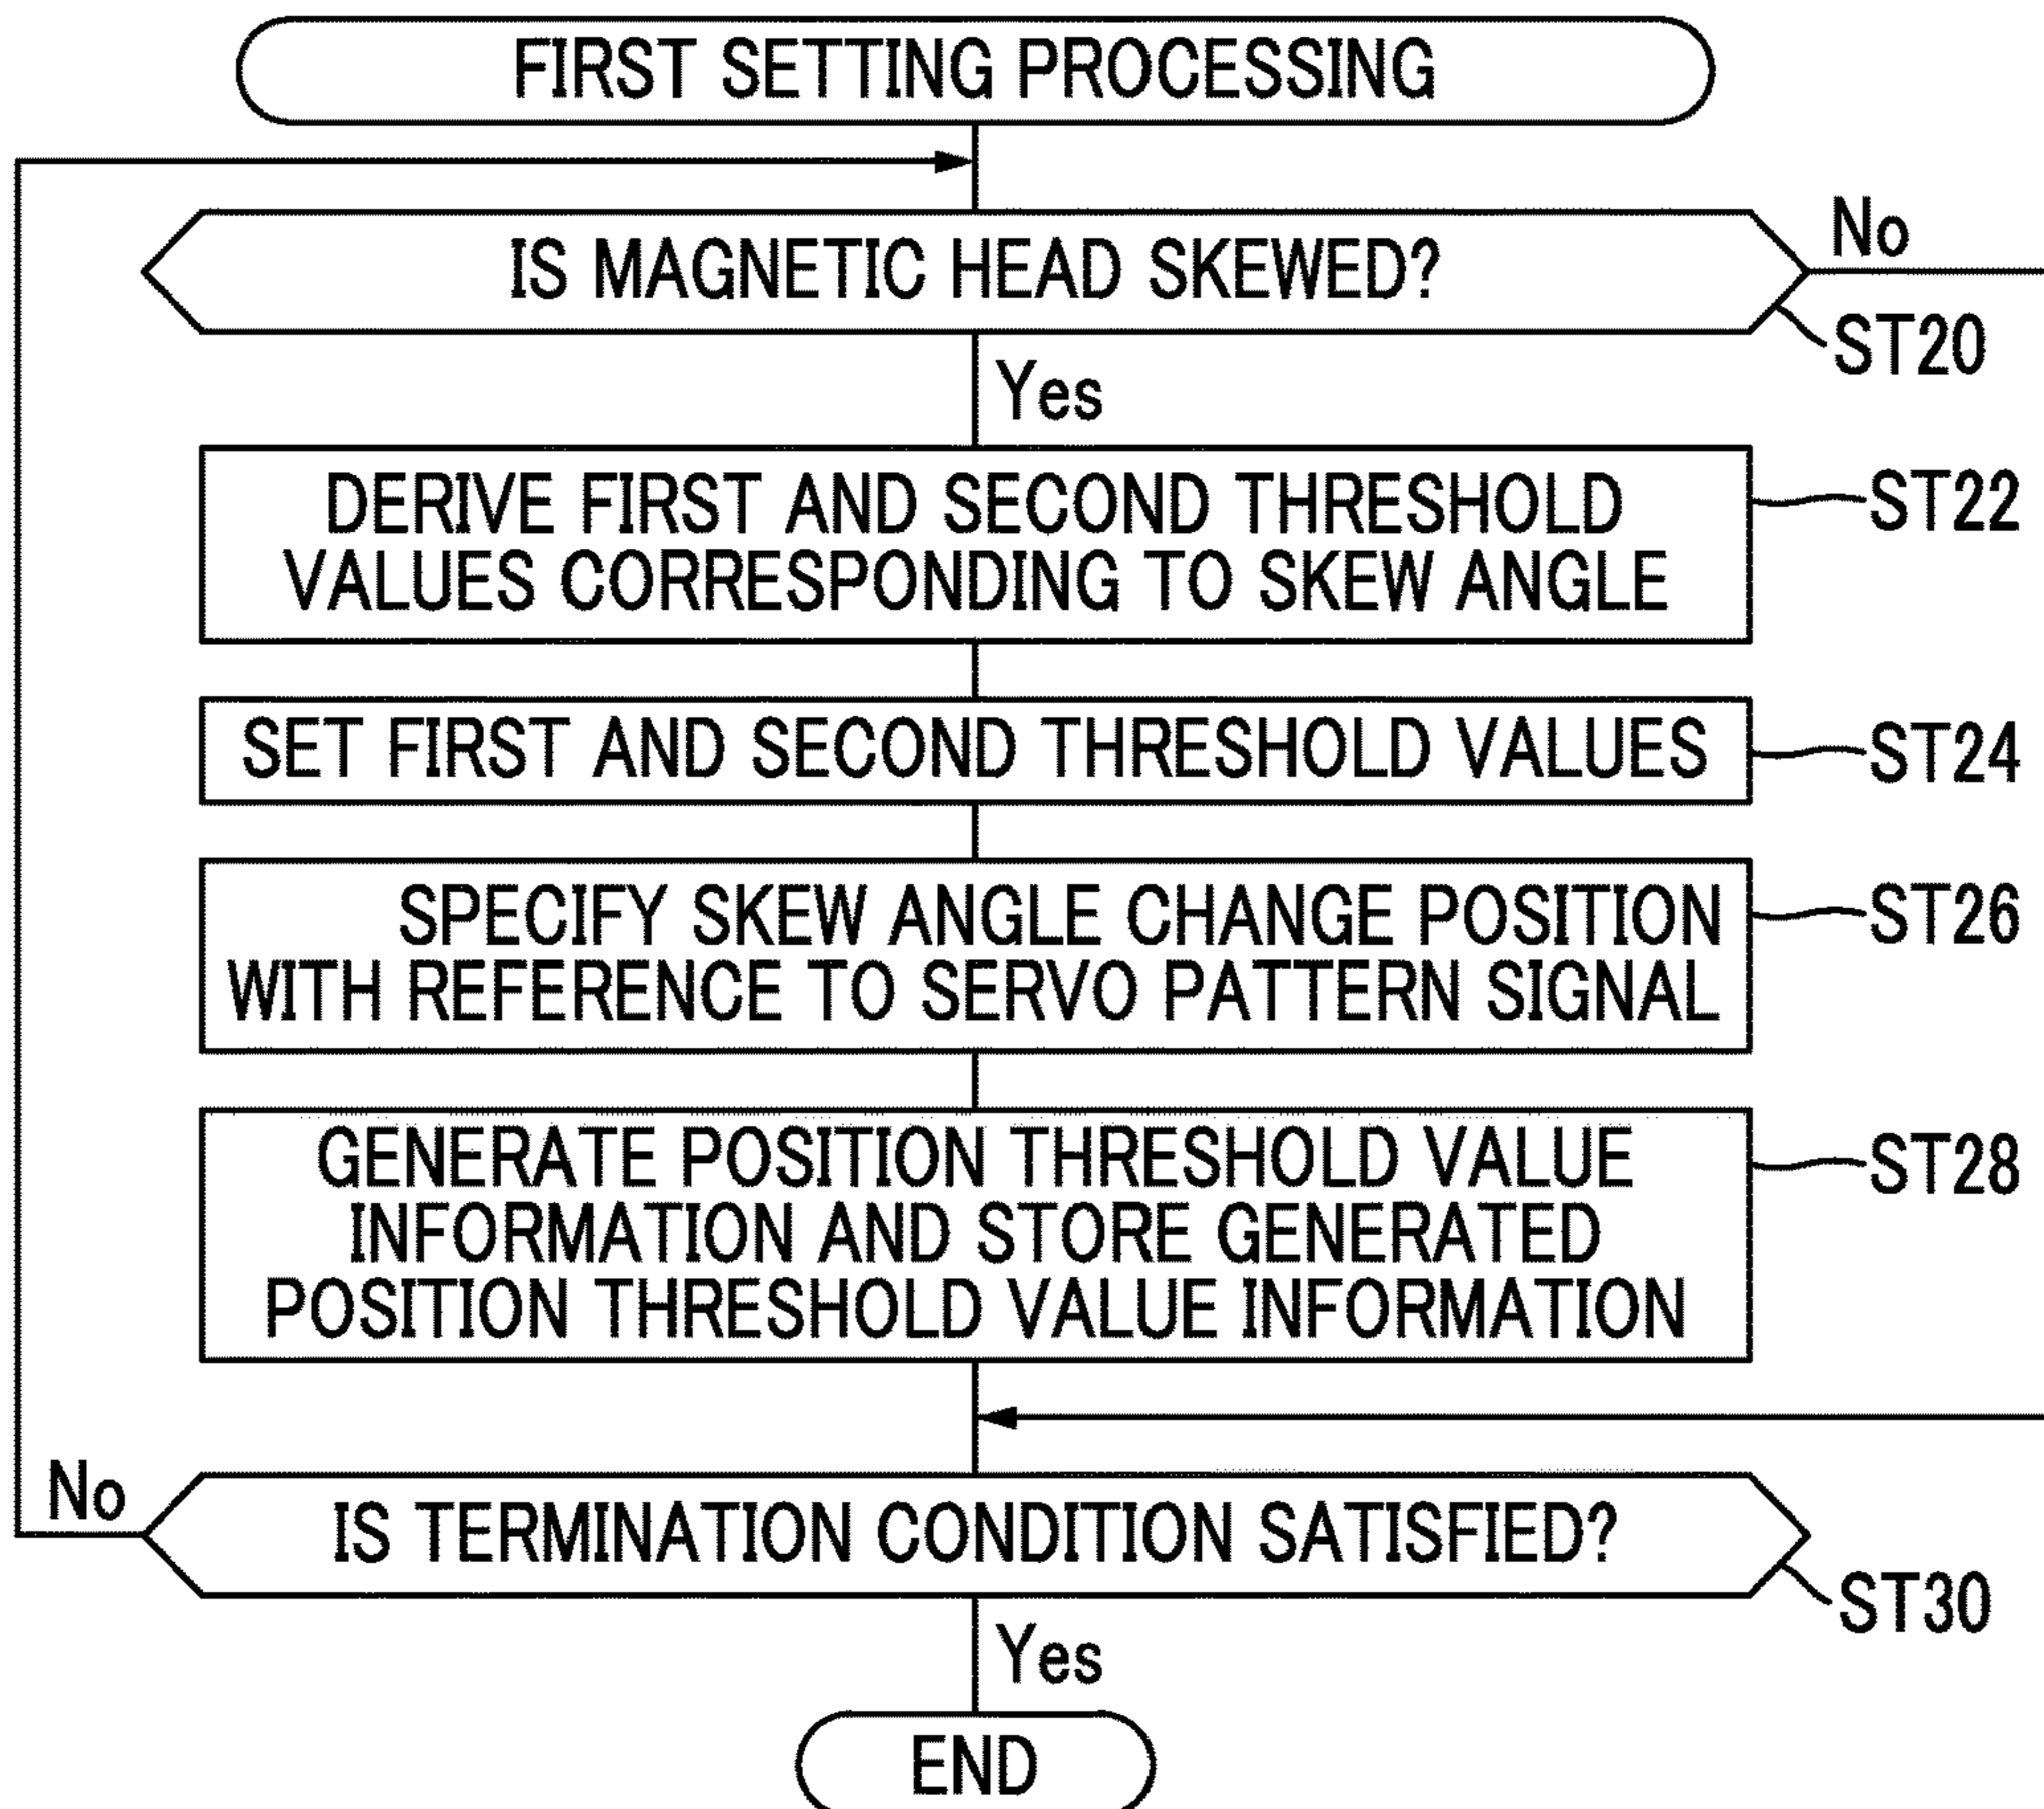 FIRST SETTING PROCESSING
IS MAGNETIC HEAD SKEWED?
No
ST20
Yes
DERIVE FIRST AND SECOND THRESHOLD
VALUES CORRESPONDING TO SKEW ANGLE
ST22
SET FIRST AND SECOND THRESHOLD VALUES
ST24
SPECIFY SKEW ANGLE CHANGE POSITION
WITH REFERENCE TO SERVO PATTERN SIGNAL
ST26
GENERATE POSITION THRESHOLD VALUE
INFORMATION AND STORE GENERATED
POSITION THRESHOLD VALUE INFORMATION
ST28
No
IS TERMINATION CONDITION SATISFIED?
ST30
Yes
END